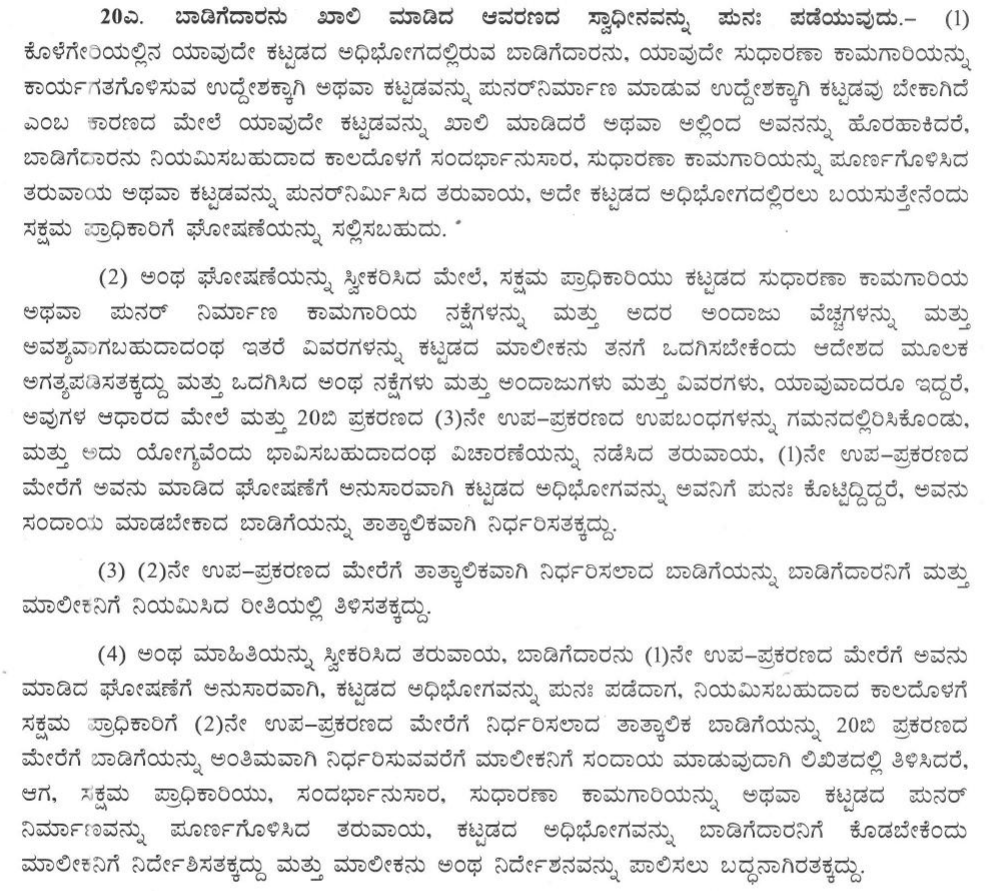 20ಎ. ಬಾಡಿಗೆದಾರನು ಖಾಲಿ ಮಾಡಿದ ಆವರಣದ ಸ್ವಾಧೀನವನ್ನು ಪುನಃ ಪಡೆಯುವುದು.– (1)
ಕೊಳೆಗೇರಿಯಲ್ಲಿನ ಯಾವುದೇ ಕಟ್ಟಡದ ಅಧಿಭೋಗದಲ್ಲಿರುವ ಬಾಡಿಗೆದಾರನು, ಯಾವುದೇ ಸುಧಾರಣಾ ಕಾಮಗಾರಿಯನ್ನು
ಕಾರ್ಯಗತಗೊಳಿಸುವ ಉದ್ದೇಶಕ್ಕಾಗಿ ಅಥವಾ ಕಟ್ಟಡವನ್ನು ಪುನರ್‌ನಿರ್ಮಾಣ ಮಾಡುವ ಉದ್ದೇಶಕ್ಕಾಗಿ ಕಟ್ಟಡವು ಬೇಕಾಗಿದೆ
ಎಂಬ ಕಾರಣದ ಮೇಲೆ ಯಾವುದೇ ಕಟ್ಟಡವನ್ನು ಖಾಲಿ ಮಾಡಿದರೆ ಅಥವಾ ಅಲ್ಲಿಂದ ಅವನನ್ನು ಹೊರಹಾಕಿದರೆ,
ಬಾಡಿಗೆದಾರನು ನಿಯಮಿಸಬಹುದಾದ ಕಾಲದೊಳಗೆ ಸಂದರ್ಭಾನುಸಾರ, ಸುಧಾರಣಾ ಕಾಮಗಾರಿಯನ್ನು ಪೂರ್ಣಗೊಳಿಸಿದ
ತರುವಾಯ ಅಥವಾ ಕಟ್ಟಡವನ್ನು ಪುನರ್‌ನಿರ್ಮಿಸಿದ ತರುವಾಯ, ಅದೇ ಕಟ್ಟಡದ ಅಧಿಭೋಗದಲ್ಲಿರಲು ಬಯಸುತ್ತೇನೆಂದು
ಸಕ್ಷಮ ಪ್ರಾಧಿಕಾರಿಗೆ ಘೋಷಣೆಯನ್ನು ಸಲ್ಲಿಸಬಹುದು.
(2) ಅಂಥ ಘೋಷಣೆಯನ್ನು ಸ್ವೀಕರಿಸಿದ ಮೇಲೆ, ಸಕ್ಷಮ ಪ್ರಾಧಿಕಾರಿಯು ಕಟ್ಟಡದ ಸುಧಾರಣಾ ಕಾಮಗಾರಿಯ
ಅಥವಾ ಪುನರ್ ನಿರ್ಮಾಣ ಕಾಮಗಾರಿಯ ನಕ್ಷೆಗಳನ್ನು ಮತ್ತು ಅದರ ಅಂದಾಜು ವೆಚ್ಚಗಳನ್ನು ಮತ್ತು
ಅವಶ್ಯವಾಗಬಹುದಾದಂಥ ಇತರೆ ವಿವರಗಳನ್ನು ಕಟ್ಟಡದ ಮಾಲೀಕನು ತನಗೆ ಒದಗಿಸಬೇಕೆಂದು ಆದೇಶದ ಮೂಲಕ
ಅಗತ್ಯಪಡಿಸತಕ್ಕದ್ದು ಮತ್ತು ಒದಗಿಸಿದ ಅಂಥ ನಕ್ಷೆಗಳು ಮತ್ತು ಅಂದಾಜುಗಳು ಮತ್ತು ವಿವರಗಳು, ಯಾವುವಾದರೂ ಇದ್ದರೆ,
ಅವುಗಳ ಆಧಾರದ ಮೇಲೆ ಮತ್ತು 20ಬಿ ಪ್ರಕರಣದ (3)ನೇ ಉಪ–ಪ್ರಕರಣದ ಉಪಬಂಧಗಳನ್ನು ಗಮನದಲ್ಲಿರಿಸಿಕೊಂಡು,
ಮತ್ತು ಅದು ಯೋಗ್ಯವೆಂದು ಭಾವಿಸಬಹುದಾದಂಥ ವಿಚಾರಣೆಯನ್ನು ನಡೆಸಿದ ತರುವಾಯ, (1)ನೇ ಉಪ–ಪ್ರಕರಣದ
ಮೇರೆಗೆ ಅವನು ಮಾಡಿದ ಘೋಷಣೆಗೆ ಅನುಸಾರವಾಗಿ ಕಟ್ಟಡದ ಅಧಿಭೋಗವನ್ನು ಅವನಿಗೆ ಪುನಃ ಕೊಟ್ಟಿದ್ದಿದ್ದರೆ, ಅವನು
ಸಂದಾಯ ಮಾಡಬೇಕಾದ ಬಾಡಿಗೆಯನ್ನು ತಾತ್ಕಾಲಿಕವಾಗಿ ನಿರ್ಧರಿಸತಕ್ಕದ್ದು.
(3) (2)ನೇ ಉಪ–ಪ್ರಕರಣದ ಮೇರೆಗೆ ತಾತ್ಕಾಲಿಕವಾಗಿ ನಿರ್ಧರಿಸಲಾದ ಬಾಡಿಗೆಯನ್ನು ಬಾಡಿಗೆದಾರನಿಗೆ ಮತ್ತು
ಮಾಲೀಕನಿಗೆ ನಿಯಮಿಸಿದ ರೀತಿಯಲ್ಲಿ ತಿಳಿಸತಕ್ಕದ್ದು.
(4) ಅಂಥ ಮಾಹಿತಿಯನ್ನು ಸ್ವೀಕರಿಸಿದ ತರುವಾಯ, ಬಾಡಿಗೆದಾರನು (1)ನೇ ಉಪ–ಪ್ರಕರಣದ ಮೇರೆಗೆ ಅವನು
ಮಾಡಿದ ಘೋಷಣೆಗೆ ಅನುಸಾರವಾಗಿ, ಕಟ್ಟಡದ ಅಧಿಭೋಗವನ್ನು ಪುನಃ ಪಡೆದಾಗ, ನಿಯಮಿಸಬಹುದಾದ ಕಾಲದೊಳಗೆ
ಸಕ್ಷಮ ಪ್ರಾಧಿಕಾರಿಗೆ (2)ನೇ ಉಪ–ಪ್ರಕರಣದ ಮೇರೆಗೆ ನಿರ್ಧರಿಸಲಾದ ತಾತ್ಕಾಲಿಕ ಬಾಡಿಗೆಯನ್ನು 20ಬಿ ಪ್ರಕರಣದ
ಮೇರೆಗೆ ಬಾಡಿಗೆಯನ್ನು ಅಂತಿಮವಾಗಿ ನಿರ್ಧರಿಸುವವರೆಗೆ ಮಾಲೀಕನಿಗೆ ಸಂದಾಯ ಮಾಡುವುದಾಗಿ ಲಿಖಿತದಲ್ಲಿ ತಿಳಿಸಿದರೆ,
ಆಗ, ಸಕ್ಷಮ ಪ್ರಾಧಿಕಾರಿಯು, ಸಂದರ್ಭಾನುಸಾರ, ಸುಧಾರಣಾ ಕಾಮಗಾರಿಯನ್ನು ಅಥವಾ ಕಟ್ಟಡದ ಪುನರ್
ನಿರ್ಮಾಣವನ್ನು ಪೂರ್ಣಗೊಳಿಸಿದ ತರುವಾಯ, ಕಟ್ಟಡದ ಅಧಿಭೋಗವನ್ನು ಬಾಡಿಗೆದಾರನಿಗೆ ಕೊಡಬೇಕೆಂದು
ಮಾಲೀಕನಿಗೆ ನಿರ್ದೇಶಿಸತಕ್ಕದ್ದು ಮತ್ತು ಮಾಲೀಕನು ಅಂಥ ನಿರ್ದೇಶನವನ್ನು ಪಾಲಿಸಲು ಬದ್ಧನಾಗಿರತಕ್ಕದ್ದು.